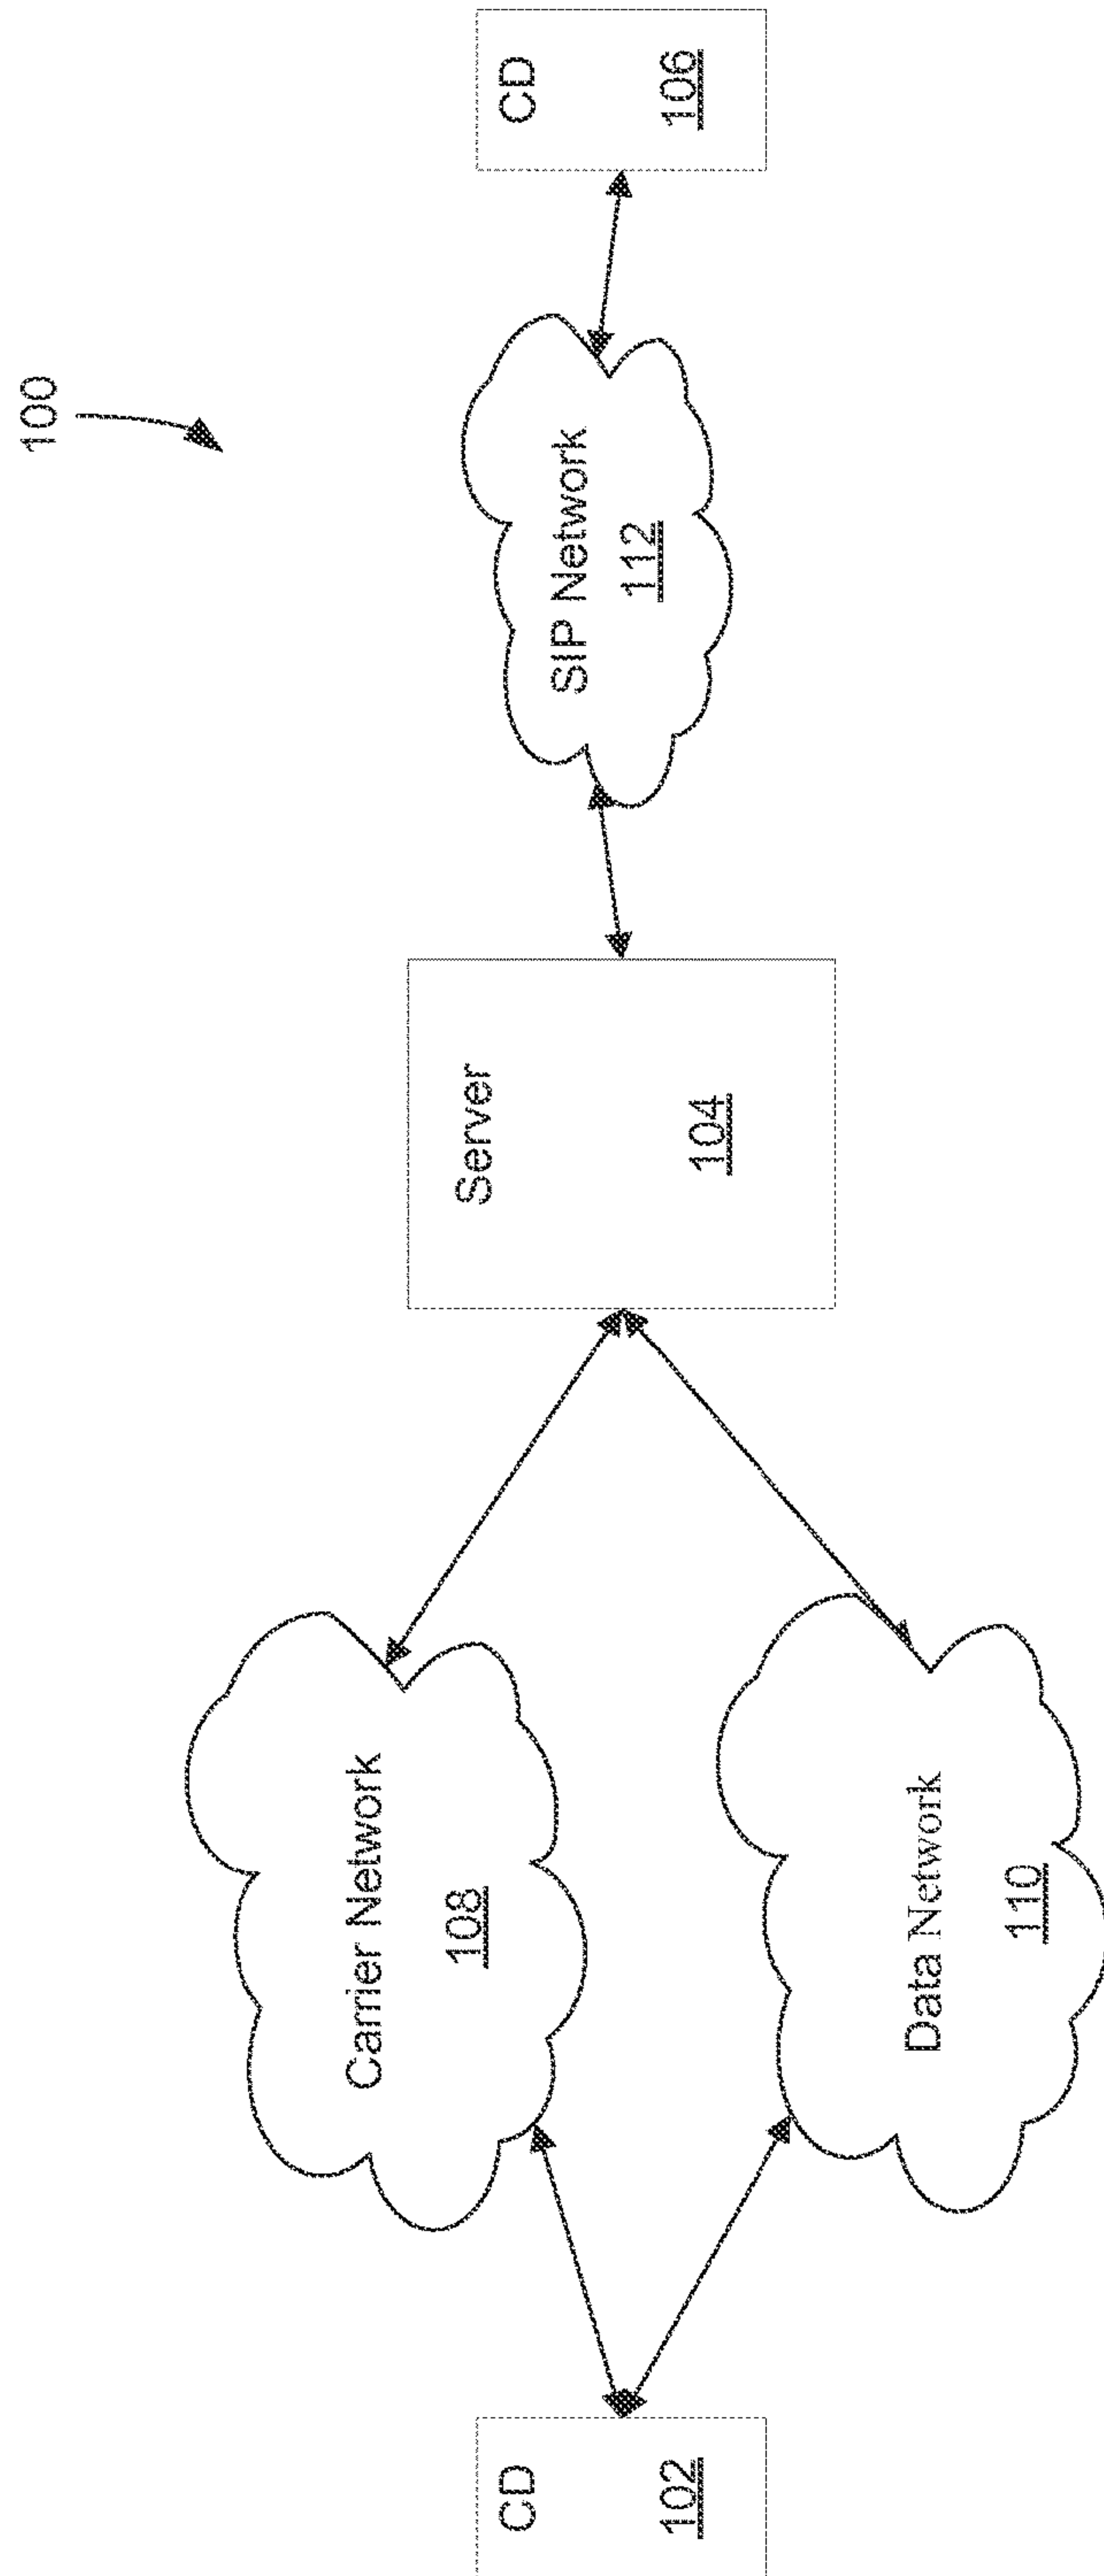 100
CD
102
Carrier Network
108
Data Network
110
Server
104
SIP Network
112
CD
106